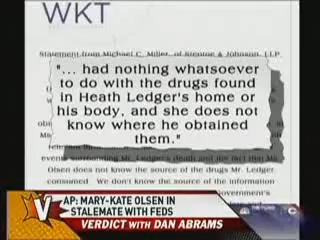 WKT
Statement from Michael C. Miller, of Steptoe & Johnson, LLP
"... had nothing whatsoever
to do with the drugs found
in Heath Ledger's home or
his body, and she does not
know where he obtained
them."
events surrounding Mr. Ledger's death and the fact that Ms
Olsen does not know the source of the drugs Mr. Ledger
consumed. We don't know the source of the information
AP: MARY-KATE OLSEN IN
STALEMATE WITH FEDS
VERDICT WITH DAN ABRAMS